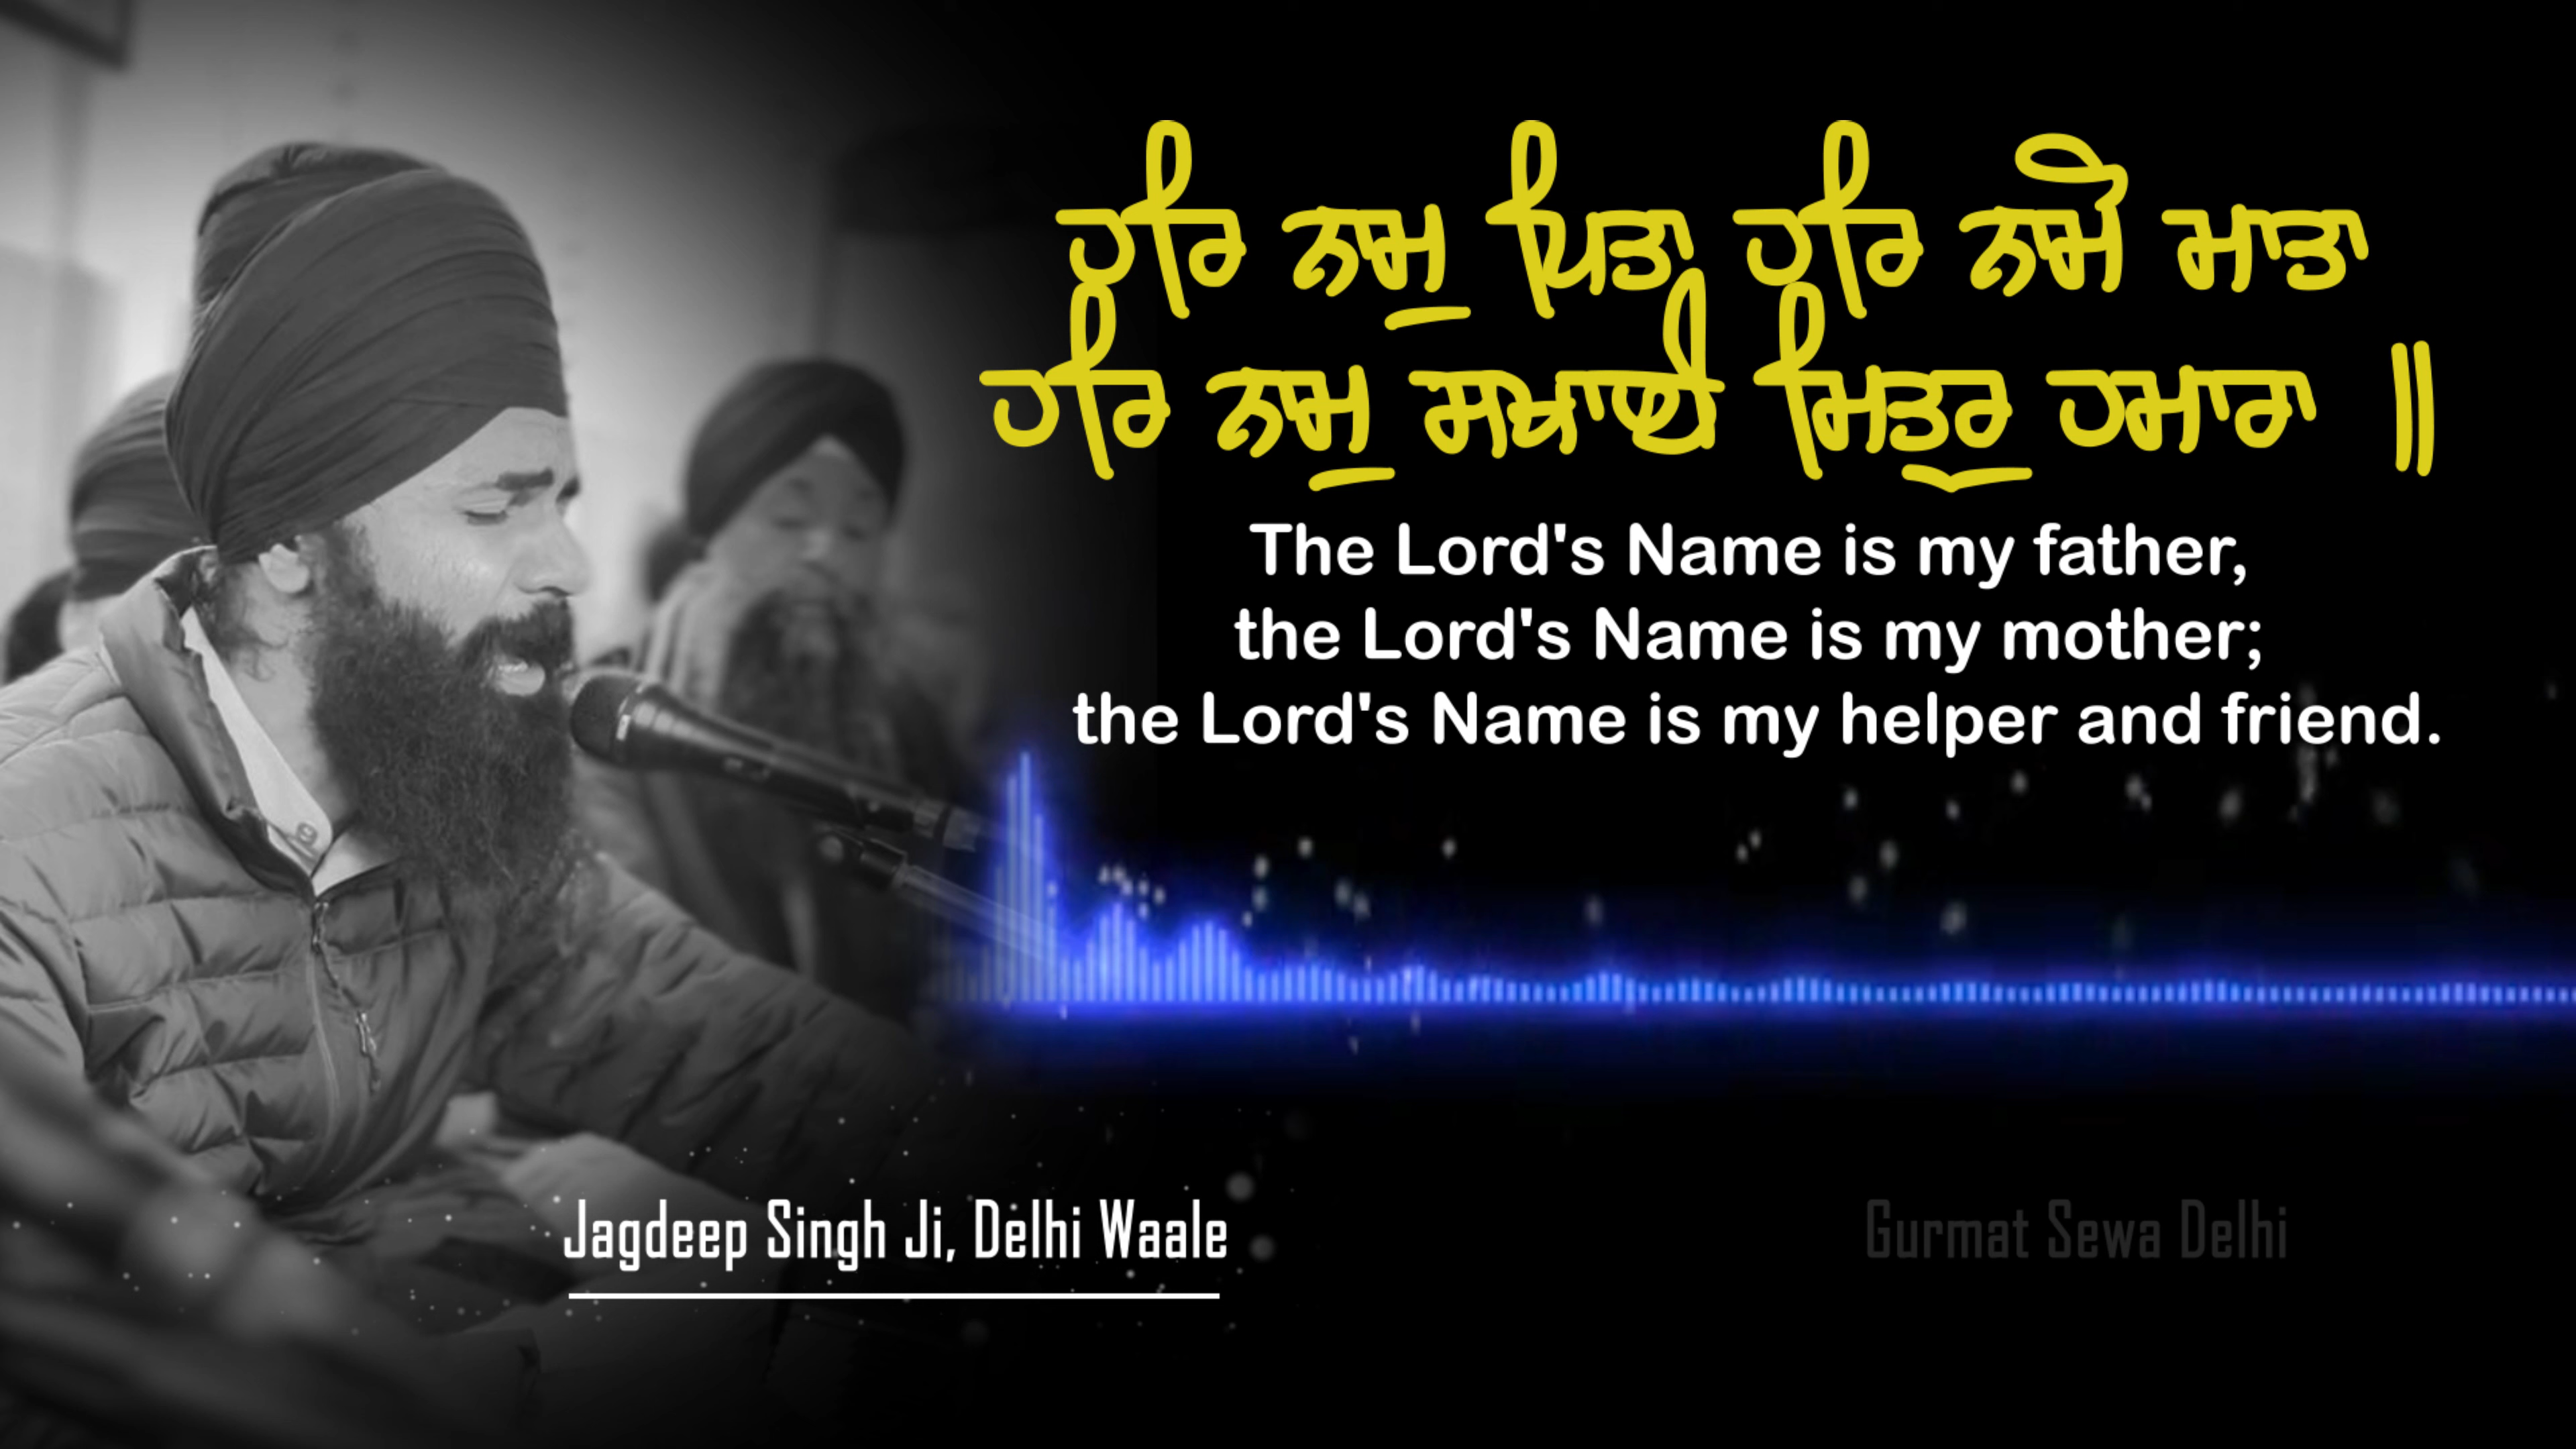 ਹਰਿ ਨਾਮੁ ਪਿਤਾ ਹਰਿ ਨਾਮੋ ਮਾਤਾ
ਹਰਿ ਨਾਮੁ ਸਖਾਈ ਮਿਤ੍ਰੁ ਹਮਾਰਾ ॥
The Lord's Name is my father,
the Lord's Name is my mother;
the Lord's Name is my helper and friend.
Jagdeep Singh Ji, Delhi Waale
Gurmat Sewa Delhi